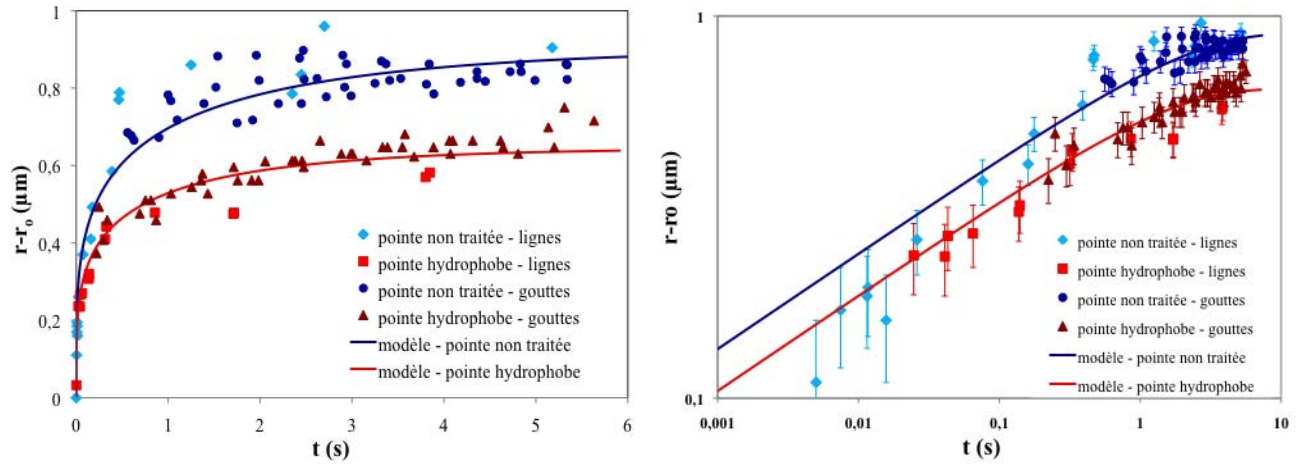 1
0,8
0,6
0,4
0,2
0
r-rₒ (µm)
0 1 2 3 4 5 6
t (s)
pointe non traitée - lignes
pointe hydrophobe - lignes
pointe non traitée - gouttes
pointe hydrophobe - gouttes
modèle - pointe non traitée
modèle - pointe hydrophobe
1
0,1
r-ro (µm)
0,001 0,01 0,1 1 10
t (s)
pointe non traitée - lignes
pointe hydrophobe - lignes
pointe non traitée - gouttes
pointe hydrophobe - gouttes
modèle - pointe non traitée
modèle - pointe hydrophobe